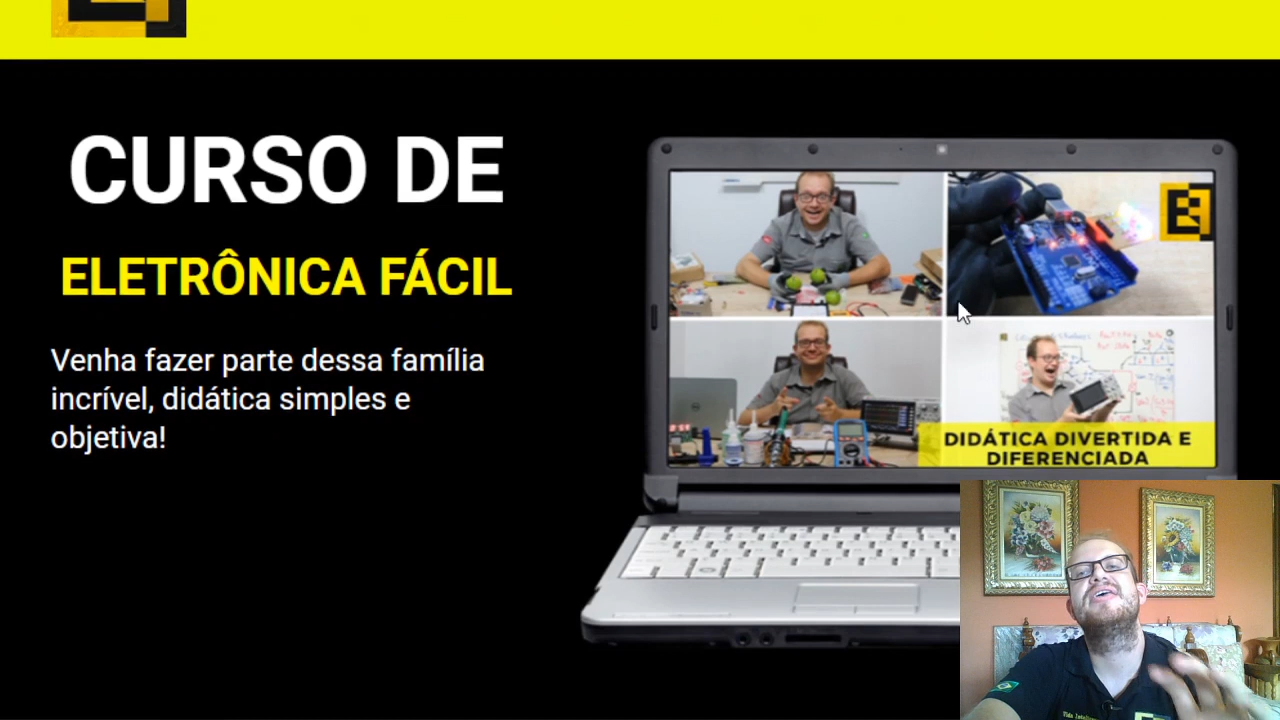 CURSO DE
ELETRÔNICA FÁCIL
Venha fazer parte dessa família
incrível, didática simples e
objetiva!
DIDÁTICA DIVERTIDA E
DIFERENCIADA